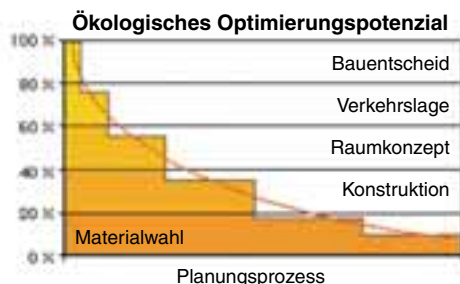 Ökologisches Optimierungspotenzial
100 %
Bauentscheid
80 %
Verkehrslage
60 %
Raumkonzept
40 %
Konstruktion
20 %
Materialwahl
0 %
Planungsprozess